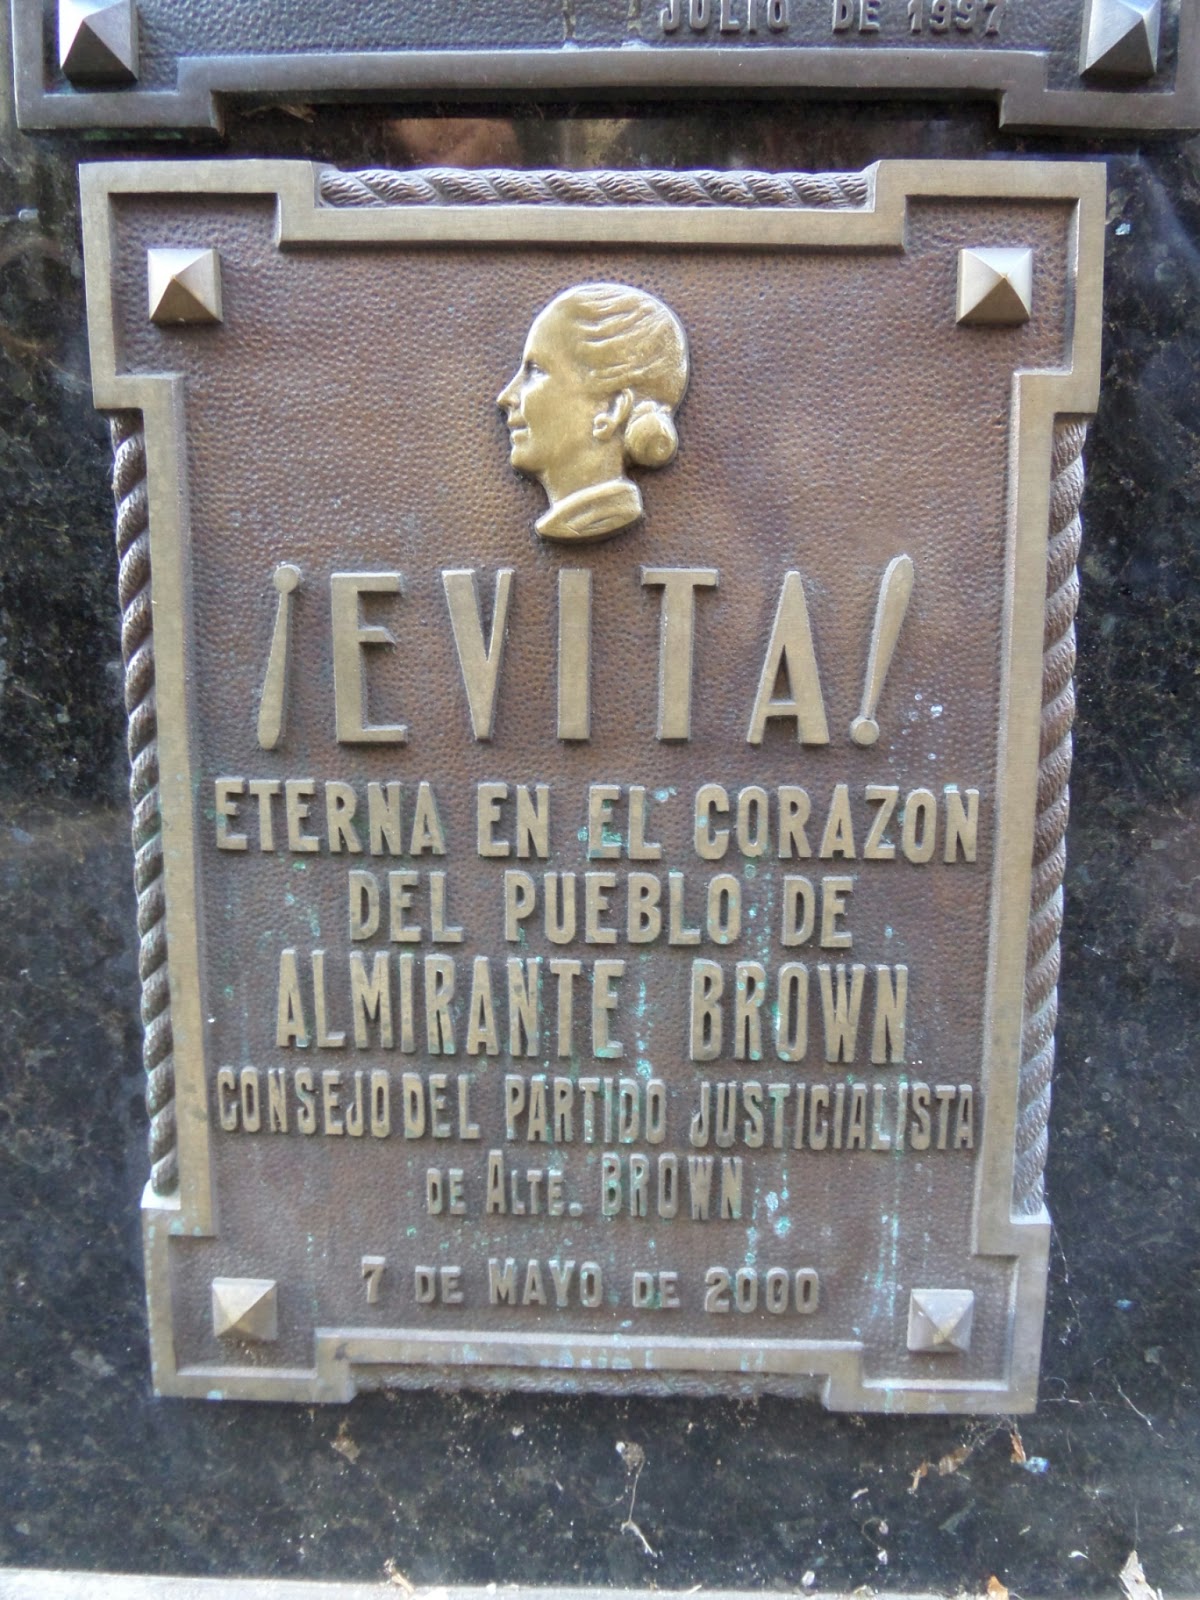 JULIO DE 1997
¡EVITA!
ETERNA EN EL CORAZON
DEL PUEBLO DE
ALMIRANTE BROWN
CONSEJO DEL PARTIDO JUSTICIALISTA
DE ALTE. BROWN
7 DE MAYO DE 2000